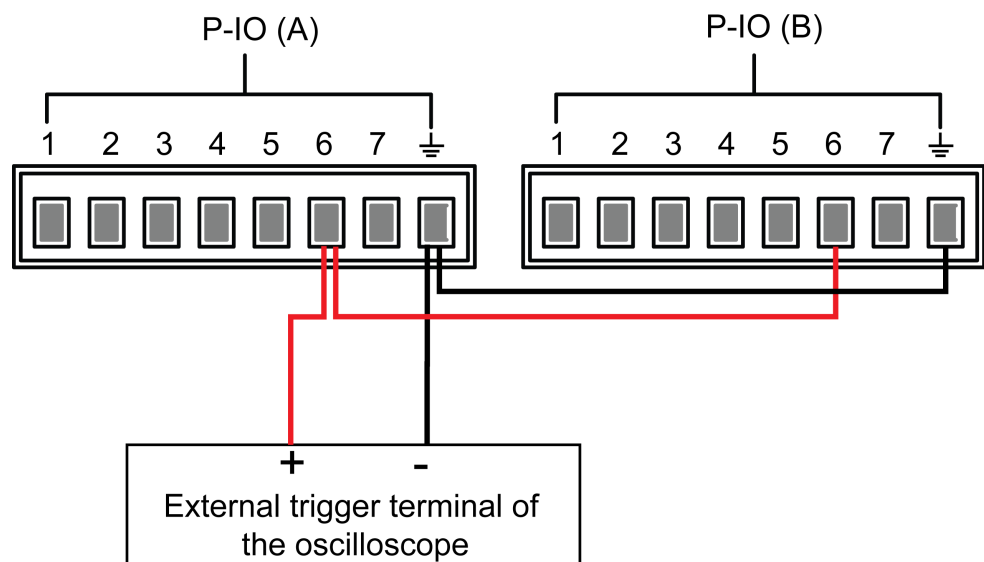 P-IO (A) P-IO (B)
1 2 3 4 5 6 7 1 2 3 4 5 6 7
+ -
External trigger terminal of
the oscilloscope